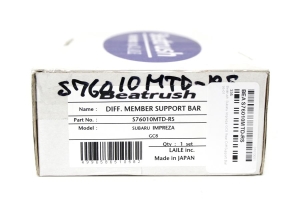 S76010MTD-RS
Beatrush
Name : DIFF. MEMBER SUPPORT BAR
Part No. : S76010MTD-RS
Model : SUBARU IMPREZA
GC8
Qty : 1 set
LAILE Inc.
Made in JAPAN